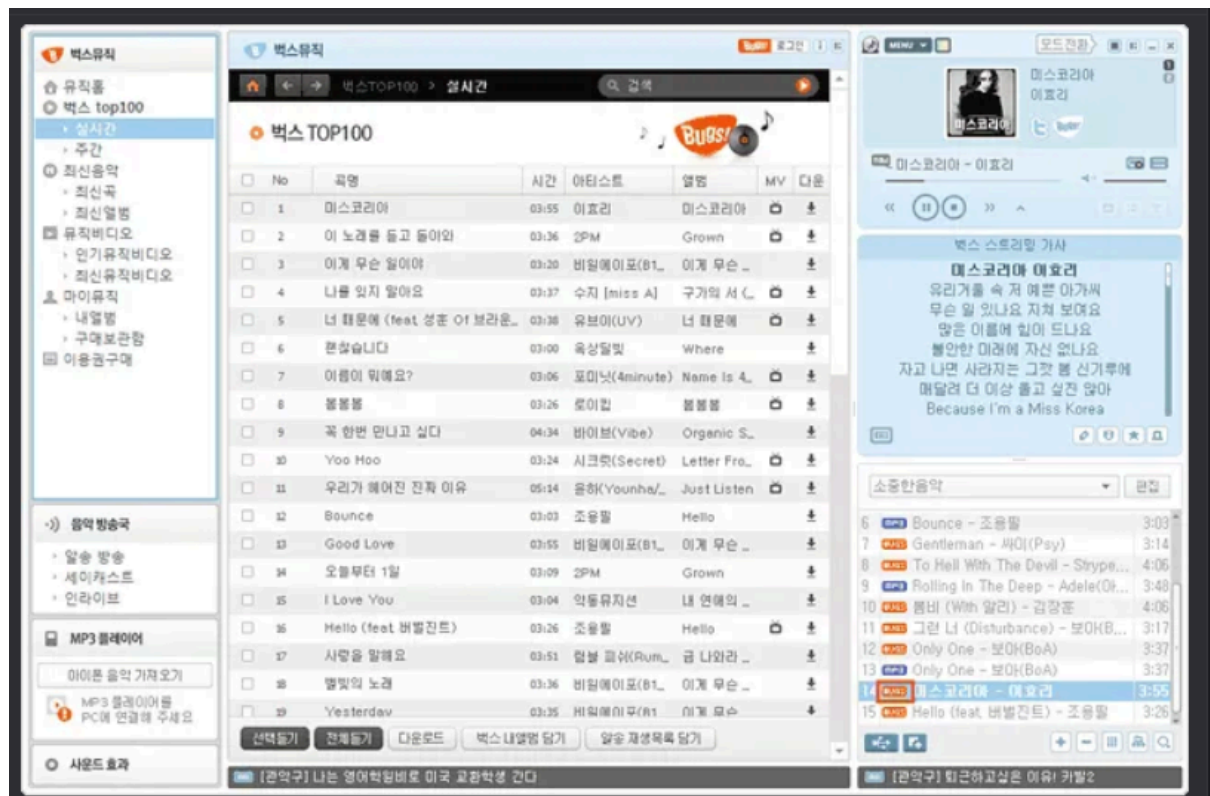 벅스뮤직
뮤직홈
벅스 top100
실시간
주간
최신음악
최신곡
최신앨범
뮤직비디오
인기뮤직비디오
최신뮤직비디오
마이뮤직
내앨범
구매보관함
이용권구매
음악 방송국
알송 방송
세이캐스트
인라이브
MP3 플레이어
아이폰 음악 가져오기
MP3 플레이어를
PC에 연결해 주세요
사운드 효과
벅스뮤직
로그인
벅스TOP100 > 실시간
검색
벅스 TOP100
BUGS!
No 곡명 시간 아티스트 앨범 MV 다운
1 미스코리아 03:55 이효리 미스코리아
2 이 노래를 듣고 돌아와 03:36 2PM Grown
3 이게 무슨 일이야 03:20 비원에이포(B1_ 이게 무슨 _
4 나를 잊지 말아요 03:37 수지 [miss A] 구가의 서 (_
5 너 때문에 (feat. 성훈 Of 브라운_ 03:38 유브이(UV) 너 때문에
6 괜찮습니다 03:00 옥상달빛 Where
7 이름이 뭐예요? 03:06 포미닛(4minute) Name Is 4_
8 봄봄봄 03:26 로이킴 봄봄봄
9 꼭 한번 만나고 싶다 04:34 바이브(Vibe) Organic S_
10 Yoo Hoo 03:24 시크릿(Secret) Letter Fro_
11 우리가 헤어진 진짜 이유 05:14 윤하(Younha/_ Just Listen
12 Bounce 03:03 조용필 Hello
13 Good Love 03:55 비원에이포(B1_ 이게 무슨 _
14 오늘부터 1일 03:09 2PM Grown
15 I Love You 03:04 악동뮤지션 내 연애의 _
16 Hello (feat. 버벌진트) 03:26 조용필 Hello
17 사랑을 말해요 03:51 럼블 피쉬(Rum_ 금 나와라 _
18 별빛의 노래 03:36 비원에이포(B1_ 이게 무슨 _
19 Yesterday 03:35 비원에이포(B1 이게 무슨
선택듣기 전체듣기 다운로드 벅스 내앨범 담기 알송 재생목록 담기
[관악구] 나는 영어학원비로 미국 교환학생 간다
MENU
모드전환
미스코리아
이효리
미스코리아
미스코리아 - 이효리
벅스 스트리밍 가사
미스코리아 이효리
유리거울 속 저 예쁜 아가씨
무슨 일 있나요 지쳐 보여요
많은 이름에 힘이 드나요
불안한 미래에 자신 없나요
자고 나면 사라지는 그깟 봄 신기루에
매달려 더 이상 울고 싶진 않아
Because I'm a Miss Korea
소중한음악
편집
6 Bounce - 조용필 3:03
7 Gentleman - 싸이(Psy) 3:14
8 To Hell With The Devil - Strype... 4:06
9 Rolling In The Deep - Adele(아... 3:48
10 봄비 (With 알리) - 김장훈 4:06
11 그런 너 (Disturbance) - 보아(B... 3:17
12 Only One - 보아(BoA) 3:37
13 Only One - 보아(BoA) 3:37
14 미스코리아 - 이효리 3:55
15 Hello (feat. 버벌진트) - 조용필 3:26
[관악구] 퇴근하고싶은 이유! 카발2